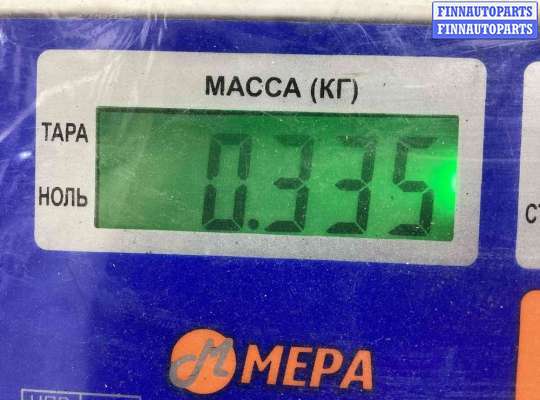 FINNAUTOPARTS
FINNAUTOPARTS
МАССА (КГ)
ТАРА
0.335
НОЛЬ
МЕРА